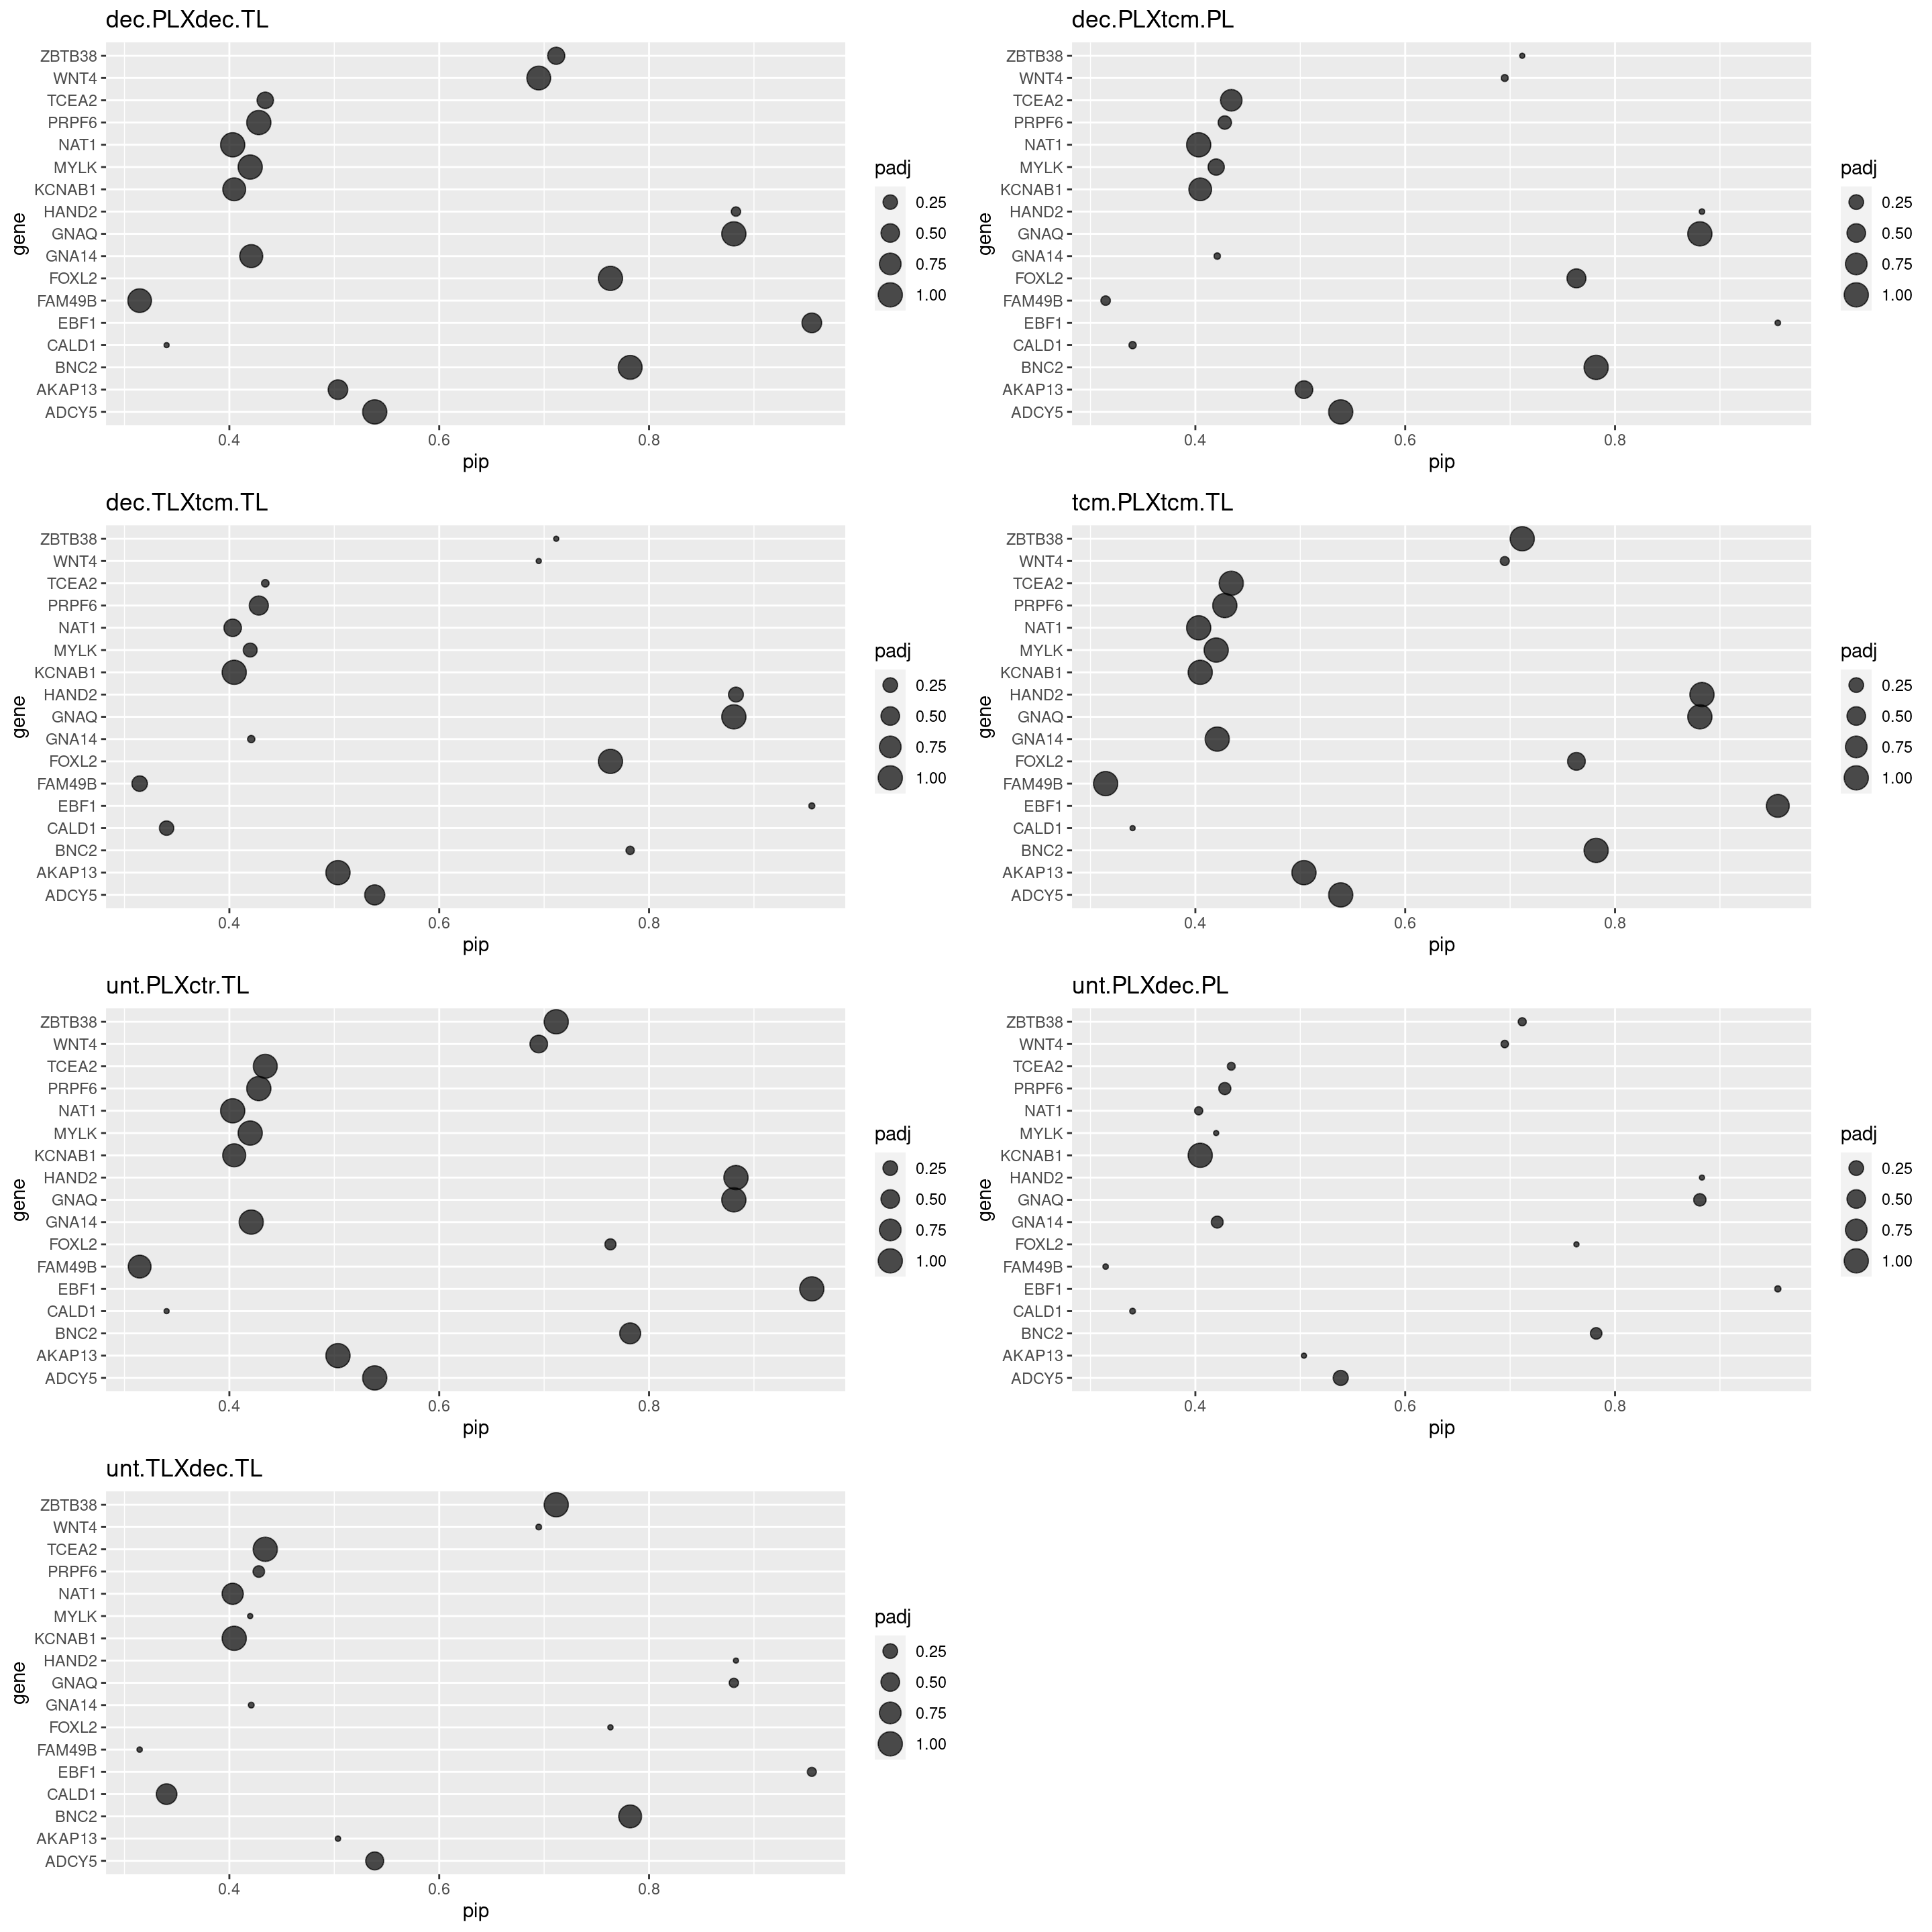 dec.PLXdec.TL
ZBTB38
WNT4
TCEA2
PRPF6
NAT1
MYLK
KCNAB1
HAND2
GNAQ
GNA14
FOXL2
FAM49B
EBF1
CALD1
BNC2
AKAP13
ADCY5
gene
0.4 0.6 0.8
pip
padj
0.25
0.50
0.75
1.00
dec.PLXtcm.PL
ZBTB38
WNT4
TCEA2
PRPF6
NAT1
MYLK
KCNAB1
HAND2
GNAQ
GNA14
FOXL2
FAM49B
EBF1
CALD1
BNC2
AKAP13
ADCY5
gene
0.4 0.6 0.8
pip
padj
0.25
0.50
0.75
1.00
dec.TLXtcm.TL
ZBTB38
WNT4
TCEA2
PRPF6
NAT1
MYLK
KCNAB1
HAND2
GNAQ
GNA14
FOXL2
FAM49B
EBF1
CALD1
BNC2
AKAP13
ADCY5
gene
0.4 0.6 0.8
pip
padj
0.25
0.50
0.75
1.00
tcm.PLXtcm.TL
ZBTB38
WNT4
TCEA2
PRPF6
NAT1
MYLK
KCNAB1
HAND2
GNAQ
GNA14
FOXL2
FAM49B
EBF1
CALD1
BNC2
AKAP13
ADCY5
gene
0.4 0.6 0.8
pip
padj
0.25
0.50
0.75
1.00
unt.PLXctr.TL
ZBTB38
WNT4
TCEA2
PRPF6
NAT1
MYLK
KCNAB1
HAND2
GNAQ
GNA14
FOXL2
FAM49B
EBF1
CALD1
BNC2
AKAP13
ADCY5
gene
0.4 0.6 0.8
pip
padj
0.25
0.50
0.75
1.00
unt.PLXdec.PL
ZBTB38
WNT4
TCEA2
PRPF6
NAT1
MYLK
KCNAB1
HAND2
GNAQ
GNA14
FOXL2
FAM49B
EBF1
CALD1
BNC2
AKAP13
ADCY5
gene
0.4 0.6 0.8
pip
padj
0.25
0.50
0.75
1.00
unt.TLXdec.TL
ZBTB38
WNT4
TCEA2
PRPF6
NAT1
MYLK
KCNAB1
HAND2
GNAQ
GNA14
FOXL2
FAM49B
EBF1
CALD1
BNC2
AKAP13
ADCY5
gene
0.4 0.6 0.8
pip
padj
0.25
0.50
0.75
1.00